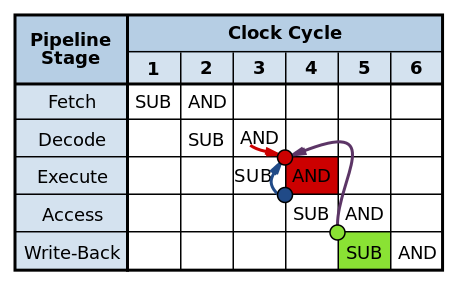 Pipeline Stage Clock Cycle
1 2 3 4 5 6
Fetch SUB AND
Decode SUB AND
Execute SUB AND
Access SUB AND
Write-Back SUB AND